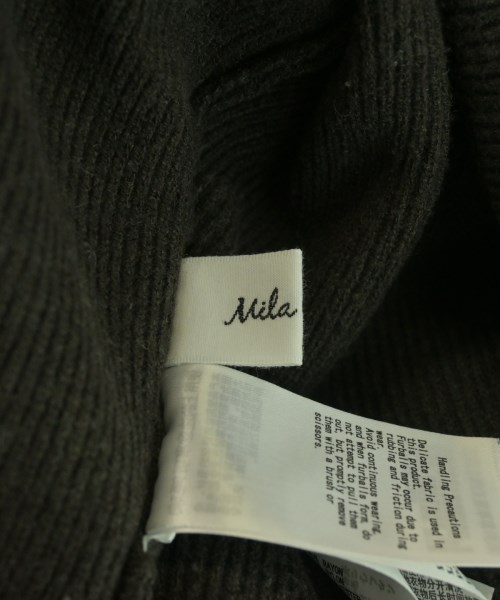 Mila
Handling Precautions
Delicate fabric is used in
this product.
Furballs may occur due to
rubbing and friction during
wear.
Avoid continuous wearing,
and when furballs form, do
not attempt to pull them
out, but promptly remove
them with a brush or
scissors.